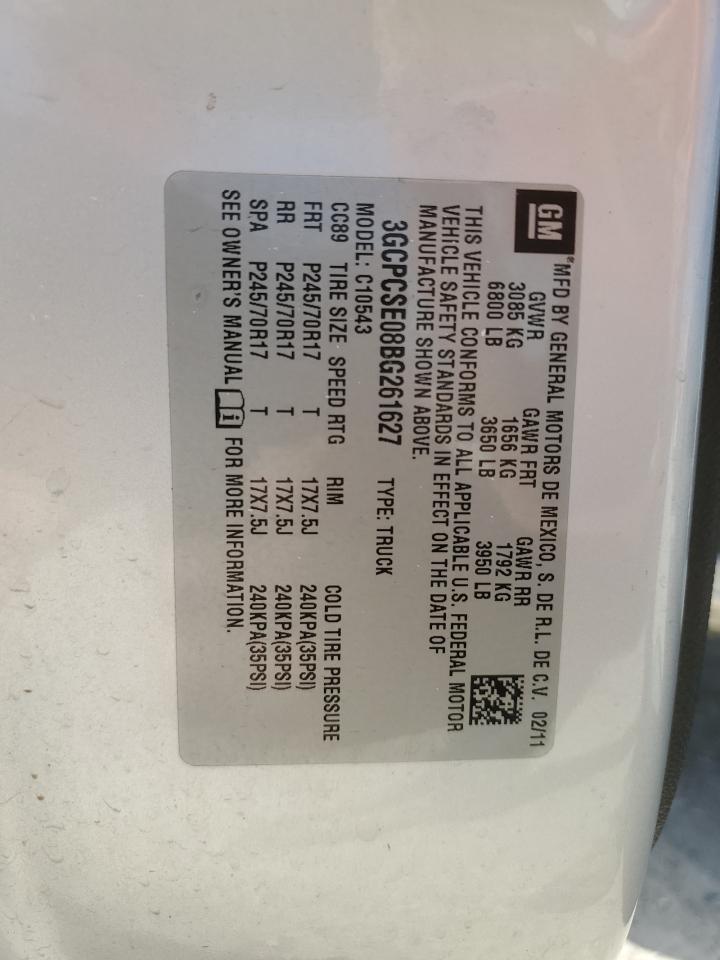 GM
®MFD BY GENERAL MOTORS DE MEXICO, S. DE R.L. DE C.V. 02/11
GVWR GAWR FRT GAWR RR
3085 KG 1656 KG 1792 KG
6800 LB 3650 LB 3950 LB
THIS VEHICLE CONFORMS TO ALL APPLICABLE U.S. FEDERAL MOTOR
VEHICLE SAFETY STANDARDS IN EFFECT ON THE DATE OF
MANUFACTURE SHOWN ABOVE.
3GCPCSE08BG261627 TYPE: TRUCK
MODEL: C10543
CC89 TIRE SIZE SPEED RTG RIM COLD TIRE PRESSURE
FRT P245/70R17 T 17X7.5J 240KPA(35PSI)
RR P245/70R17 T 17X7.5J 240KPA(35PSI)
SPA P245/70R17 T 17X7.5J 240KPA(35PSI)
SEE OWNER'S MANUAL i FOR MORE INFORMATION.